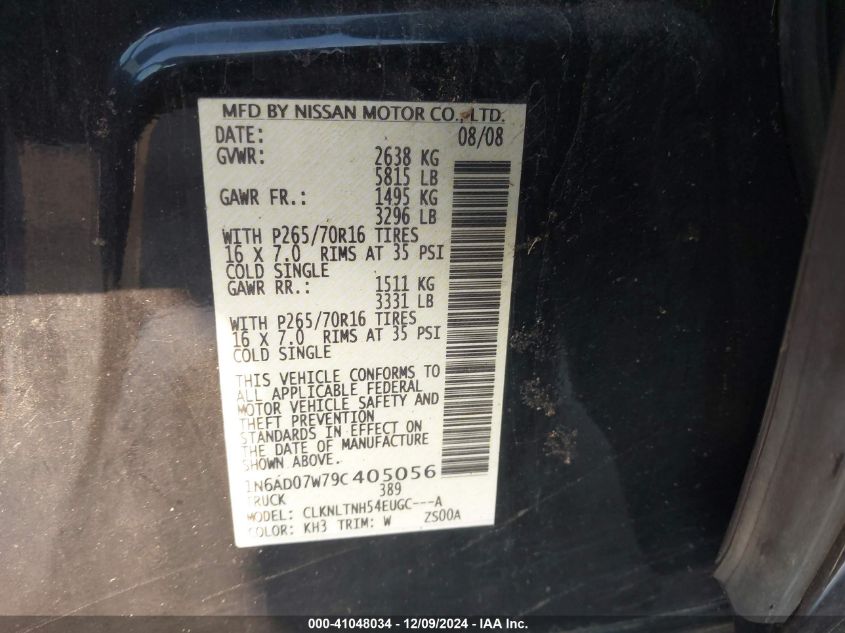 MFD BY NISSAN MOTOR CO., LTD.
DATE: 08/08
GVWR: 2638 KG
5815 LB
GAWR FR.: 1495 KG
3296 LB
WITH P265/70R16 TIRES
16 X 7.0 RIMS AT 35 PSI
COLD SINGLE
GAWR RR.: 1511 KG
3331 LB
WITH P265/70R16 TIRES
16 X 7.0 RIMS AT 35 PSI
COLD SINGLE
THIS VEHICLE CONFORMS TO
ALL APPLICABLE FEDERAL
MOTOR VEHICLE SAFETY AND
THEFT PREVENTION
STANDARDS IN EFFECT ON
THE DATE OF MANUFACTURE
SHOWN ABOVE.
1N6AD07W79C405056
TRUCK 389
MODEL: CLKNLTNH54EUGC---A
COLOR: KH3 TRIM: W ZS00A
000-41048034 - 12/09/2024 - IAA Inc.